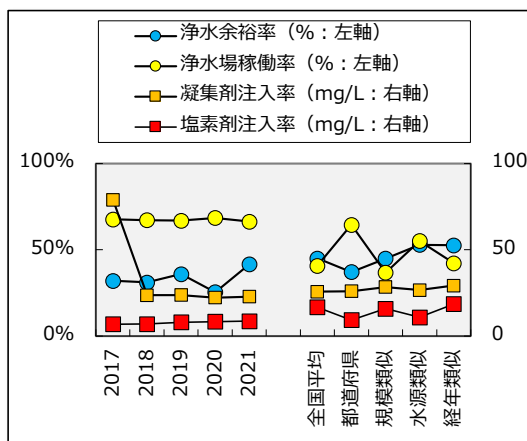 浄水余裕率（%：左軸）
浄水場稼働率（%：左軸）
凝集剤注入率（mg/L：右軸）
塩素剤注入率（mg/L：右軸）
100% 100
50% 50
0% 0
2017 2018 2019 2020 2021 全国平均 都道府県 規模類似 水源類似 経年類似